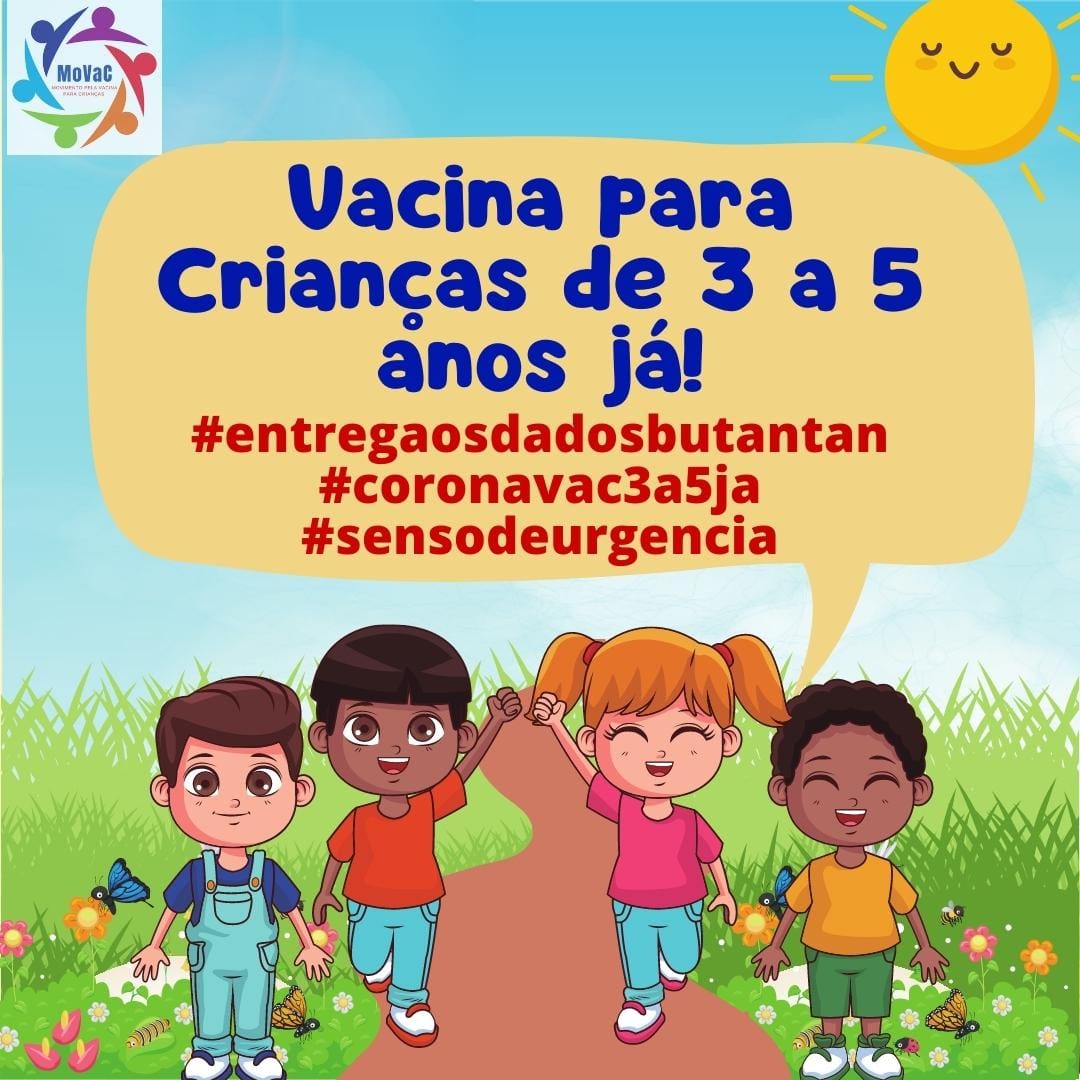 MoVaC
MOVIMENTO PELA VACINA
PARA CRIANÇAS
Vacina para
Crianças de 3 a 5
anos já!
#entregaosdadosbutantan
#coronavac3a5ja
#sensodeurgencia